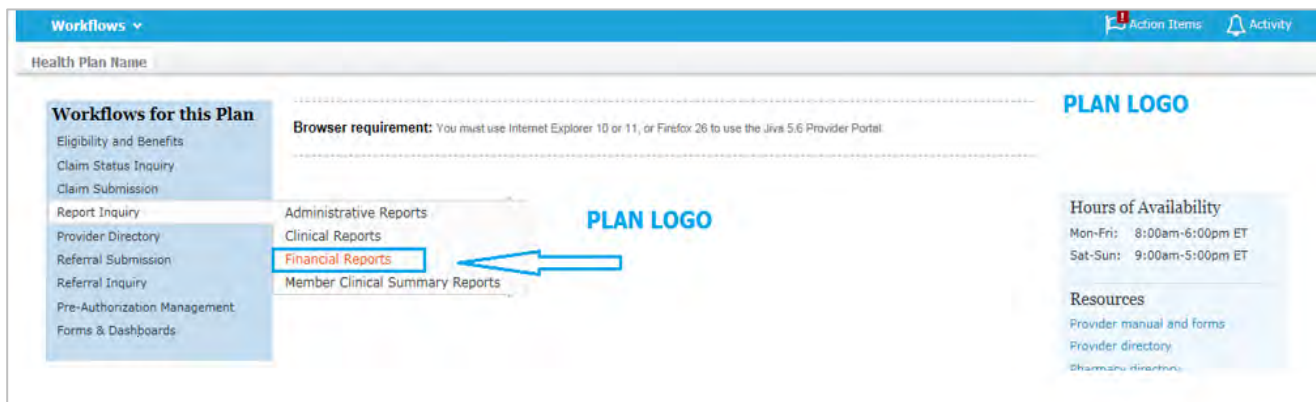 Workflows
Action Items
Activity
Health Plan Name
Workflows for this Plan
Eligibility and Benefits
Claim Status Inquiry
Claim Submission
Report Inquiry
Provider Directory
Referral Submission
Referral Inquiry
Pre-Authorization Management
Forms & Dashboards
Browser requirement: You must use Internet Explorer 10 or 11, or Firefox 26 to use the Jiva 5.6 Provider Portal.
Administrative Reports
Clinical Reports
Financial Reports
Member Clinical Summary Reports
PLAN LOGO
PLAN LOGO
Hours of Availability
Mon-Fri: 8:00am-6:00pm ET
Sat-Sun: 9:00am-5:00pm ET
Resources
Provider manual and forms
Provider directory
Pharmacy directory